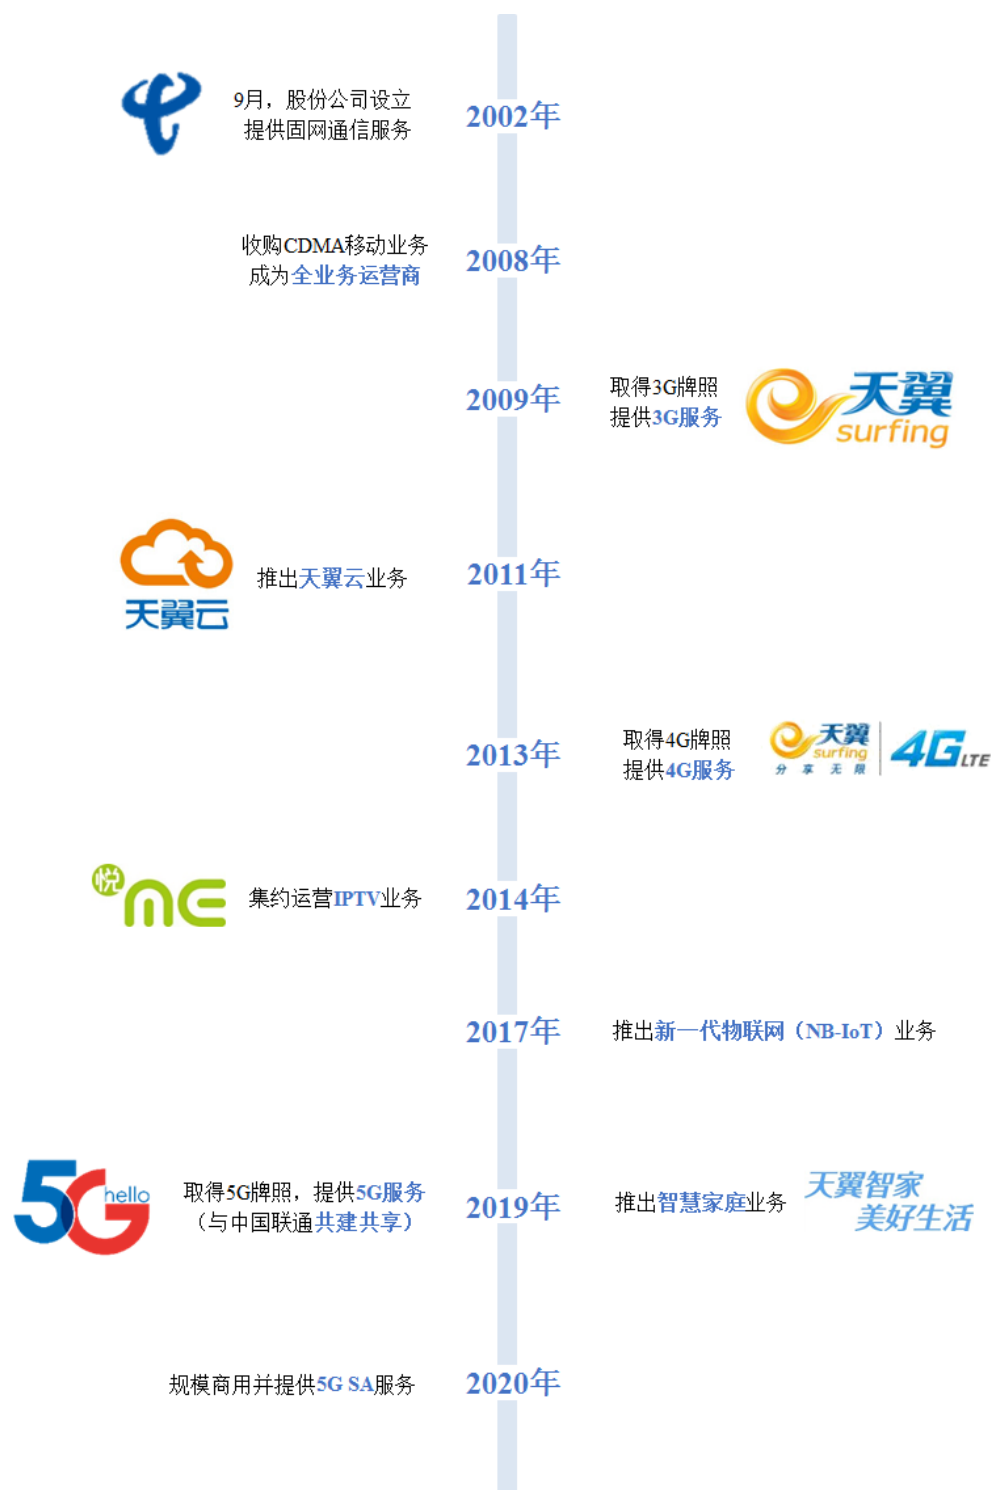 9月，股份公司设立
提供固网通信服务
2002年
收购CDMA移动业务
成为全业务运营商
2008年
2009年
取得3G牌照
提供3G服务
天翼
surfing
天翼云
推出天翼云业务
2011年
2013年
取得4G牌照
提供4G服务
天翼
surfing
分享无限
4G LTE
悦me
集约运营IPTV业务
2014年
2017年
推出新一代物联网（NB-IoT）业务
5G hello
取得5G牌照，提供5G服务
（与中国联通共建共享）
2019年
推出智慧家庭业务
天翼智家
美好生活
规模商用并提供5G SA服务
2020年